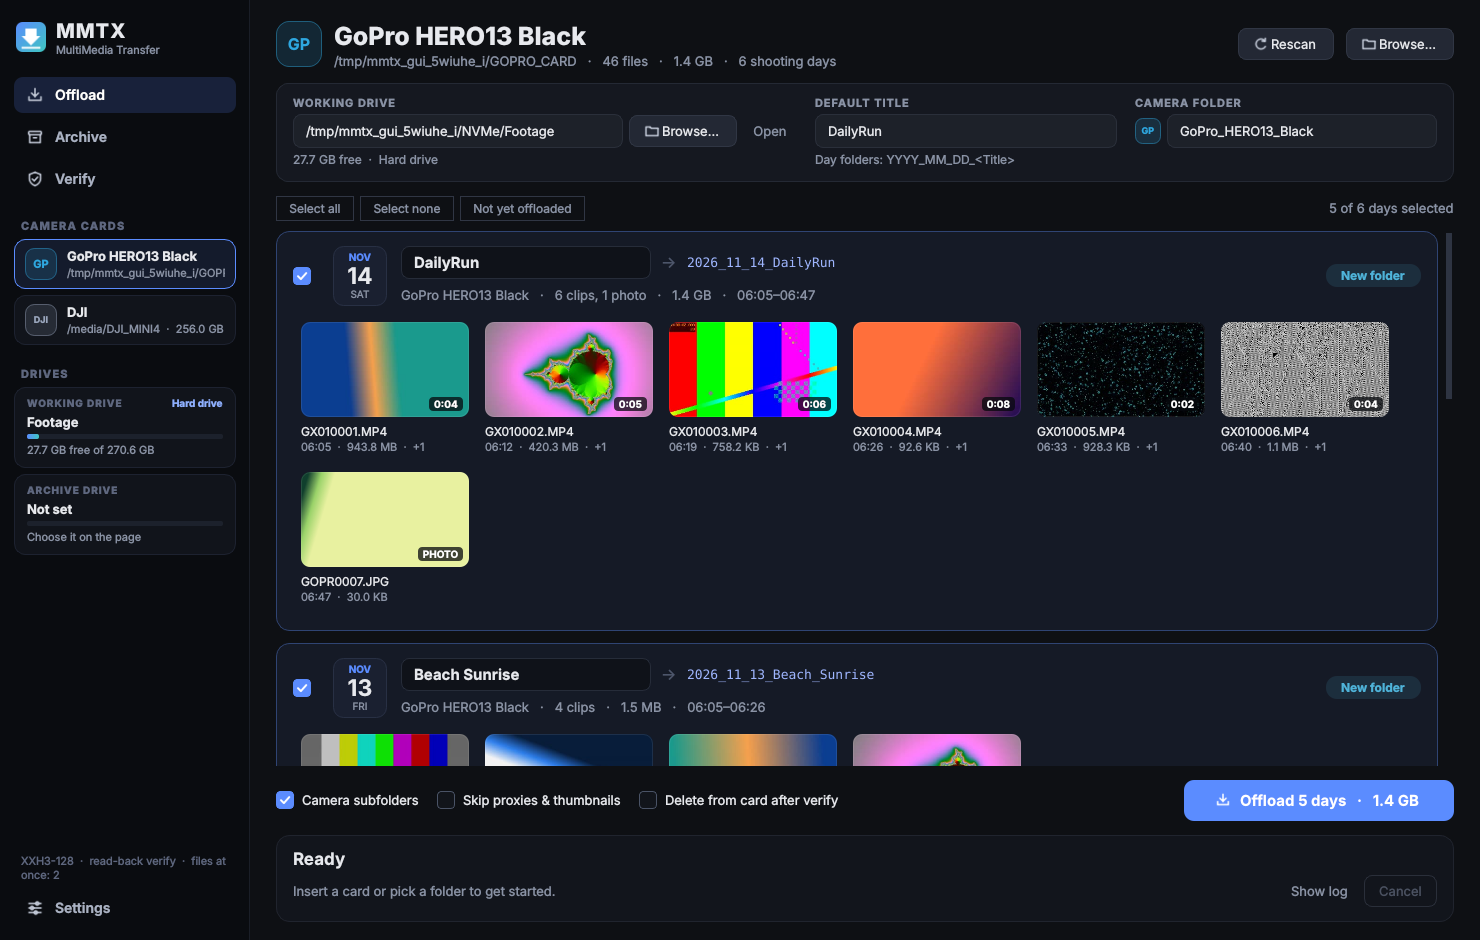 MMTX
MultiMedia Transfer
Offload
Archive
Verify
CAMERA CARDS
GP
GoPro HERO13 Black
/tmp/mmtx_gui_5wiuhe_i/GOPI
DJI
DJI
/media/DJI_MINI4 · 256.0 GB
DRIVES
WORKING DRIVE Hard drive
Footage
27.7 GB free of 270.6 GB
ARCHIVE DRIVE
Not set
Choose it on the page
XXH3-128 · read-back verify · files at
once: 2
Settings
GP
GoPro HERO13 Black
/tmp/mmtx_gui_5wiuhe_i/GOPRO_CARD · 46 files · 1.4 GB · 6 shooting days
Rescan
Browse...
WORKING DRIVE
/tmp/mmtx_gui_5wiuhe_i/NVMe/Footage
Browse...
Open
27.7 GB free · Hard drive
DEFAULT TITLE
DailyRun
Day folders: YYYY_MM_DD_<Title>
CAMERA FOLDER
GP
GoPro_HERO13_Black
Select all
Select none
Not yet offloaded
5 of 6 days selected
NOV
14
SAT
DailyRun
→ 2026_11_14_DailyRun
GoPro HERO13 Black · 6 clips, 1 photo · 1.4 GB · 06:05–06:47
New folder
0:04
GX010001.MP4
06:05 · 943.8 MB · +1
0:05
GX010002.MP4
06:12 · 420.3 MB · +1
0:06
GX010003.MP4
06:19 · 758.2 KB · +1
0:08
GX010004.MP4
06:26 · 92.6 KB · +1
0:02
GX010005.MP4
06:33 · 928.3 KB · +1
0:04
GX010006.MP4
06:40 · 1.1 MB · +1
PHOTO
GOPR0007.JPG
06:47 · 30.0 KB
NOV
13
FRI
Beach Sunrise
→ 2026_11_13_Beach_Sunrise
GoPro HERO13 Black · 4 clips · 1.5 MB · 06:05–06:26
New folder
Camera subfolders
Skip proxies & thumbnails
Delete from card after verify
Offload 5 days · 1.4 GB
Ready
Insert a card or pick a folder to get started.
Show log
Cancel